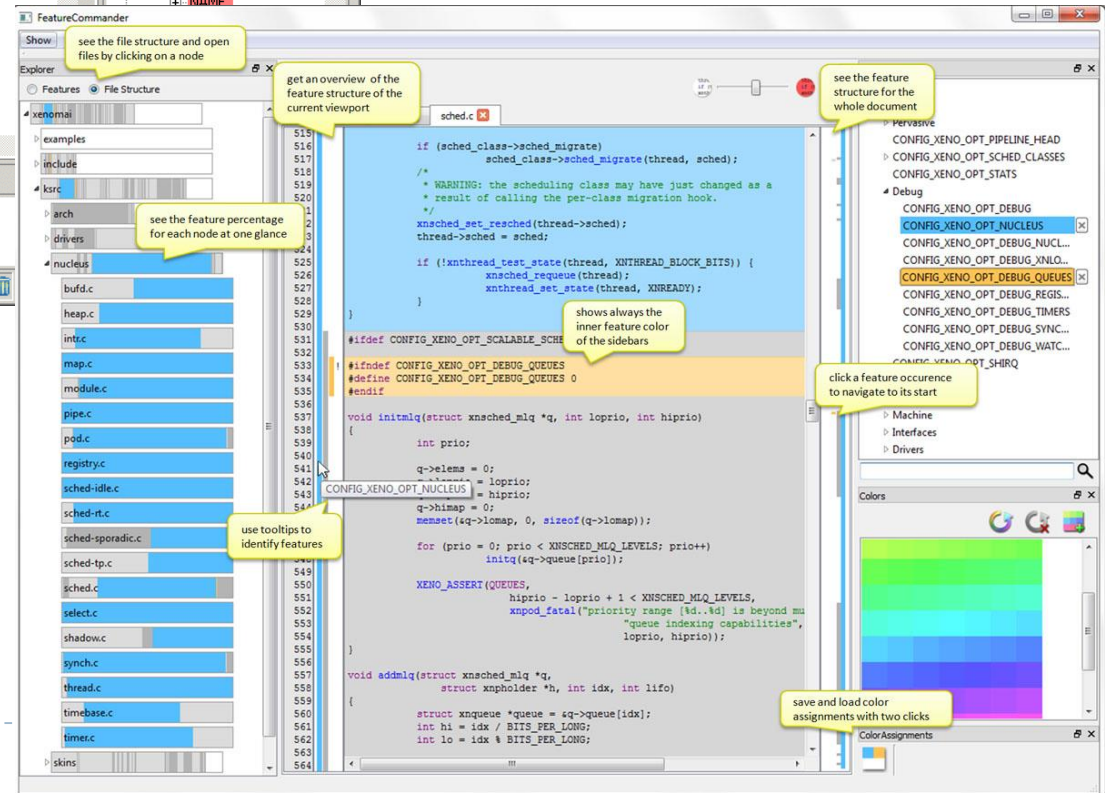 NAME
FeatureCommander
Show
see the file structure and open
files by clicking on a node
Explorer
Features
File Structure
xenomai
examples
include
ksrc
arch
drivers
nucleus
bufd.c
heap.c
intr.c
map.c
module.c
pipe.c
pod.c
registry.c
sched-idle.c
sched-rt.c
sched-sporadic.c
sched-tp.c
sched.c
select.c
shadow.c
synch.c
thread.c
timebase.c
timer.c
skins
see the feature percentage
for each node at one glance
get an overview of the
feature structure of the
current viewport
sched.c
515
516 if (sched_class->sched_migrate)
517 sched_class->sched_migrate(thread, sched);
518 /*
519 * WARNING: the scheduling class may have just changed as a
520 * result of calling the per-class migration hook.
*/
xnsched_set_resched(thread->sched);
thread->sched = sched;
525 if (!xnthread_test_state(thread, XNTHREAD_BLOCK_BITS)) {
526 xnsched_requeue(thread);
527 xnthread_set_state(thread, XNREADY);
528 }
529 }
530
531 #ifdef CONFIG_XENO_OPT_SCALABLE_SCHE
532
533 ! #ifndef CONFIG_XENO_OPT_DEBUG_QUEUES
534 #define CONFIG_XENO_OPT_DEBUG_QUEUES 0
535 #endif
536
537 void initmlq(struct xnsched_mlq *q, int loprio, int hiprio)
538 {
539 int prio;
540
541 q->elems = 0;
542 = loprio;
543 = hiprio;
544 q->himap = 0;
memset(&q->lomap, 0, sizeof(q->lomap));
for (prio = 0; prio < XNSCHED_MLQ_LEVELS; prio++)
initq(&q->queue[prio]);
549
550 XENO_ASSERT(QUEUES,
551 hiprio - loprio + 1 < XNSCHED_MLQ_LEVELS,
552 xnpod_fatal("priority range [%d..%d] is beyond mu
553 "queue indexing capabilities",
554 loprio, hiprio));
555 }
556
557 void addmlq(struct xnsched_mlq *q,
558 struct xnpholder *h, int idx, int lifo)
559 {
560 struct xnqueue *queue = &q->queue[idx];
561 int hi = idx / BITS_PER_LONG;
562 int lo = idx % BITS_PER_LONG;
563
564
shows always the
inner feature color
of the sidebars
CONFIG_XENO_OPT_NUCLEUS
use tooltips to
identify features
see the feature
structure for the
whole document
Pervasive
CONFIG_XENO_OPT_PIPELINE_HEAD
CONFIG_XENO_OPT_SCHED_CLASSES
CONFIG_XENO_OPT_STATS
Debug
CONFIG_XENO_OPT_DEBUG
CONFIG_XENO_OPT_NUCLEUS
CONFIG_XENO_OPT_DEBUG_NUCL...
CONFIG_XENO_OPT_DEBUG_XNLO...
CONFIG_XENO_OPT_DEBUG_QUEUES
CONFIG_XENO_OPT_DEBUG_REGIS...
CONFIG_XENO_OPT_DEBUG_TIMERS
CONFIG_XENO_OPT_DEBUG_SYNC...
CONFIG_XENO_OPT_DEBUG_WATC...
CONFIG_XENO_OPT_SHIRQ
click a feature occurence
to navigate to its start
Machine
Interfaces
Drivers
Colors
save and load color
assignments with two clicks
ColorAssignments